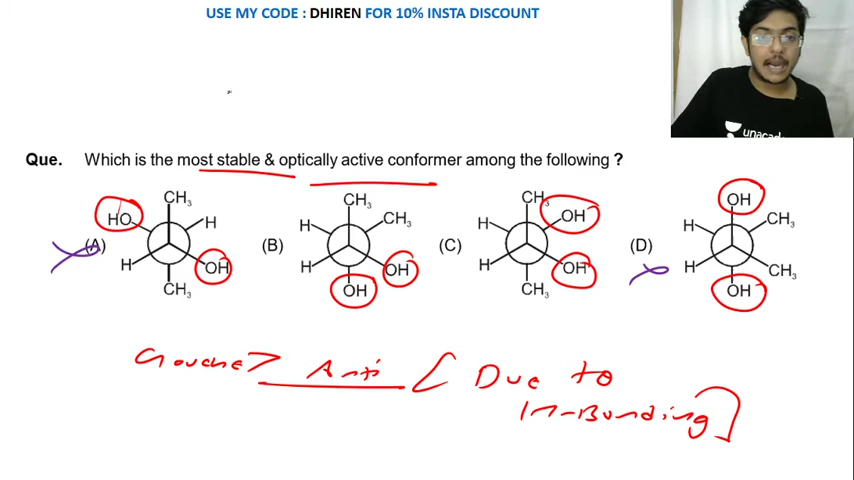 USE MY CODE : DHIREN FOR 10% INSTA DISCOUNT
unacad
Que. Which is the most stable & optically active conformer among the following ?
(A) CH3 HO H H OH CH3
(B) CH3 H CH3 H OH OH
(C) CH3 H OH H OH CH3
(D) OH H CH3 H CH3 OH
Gauche > Anti [ Due to